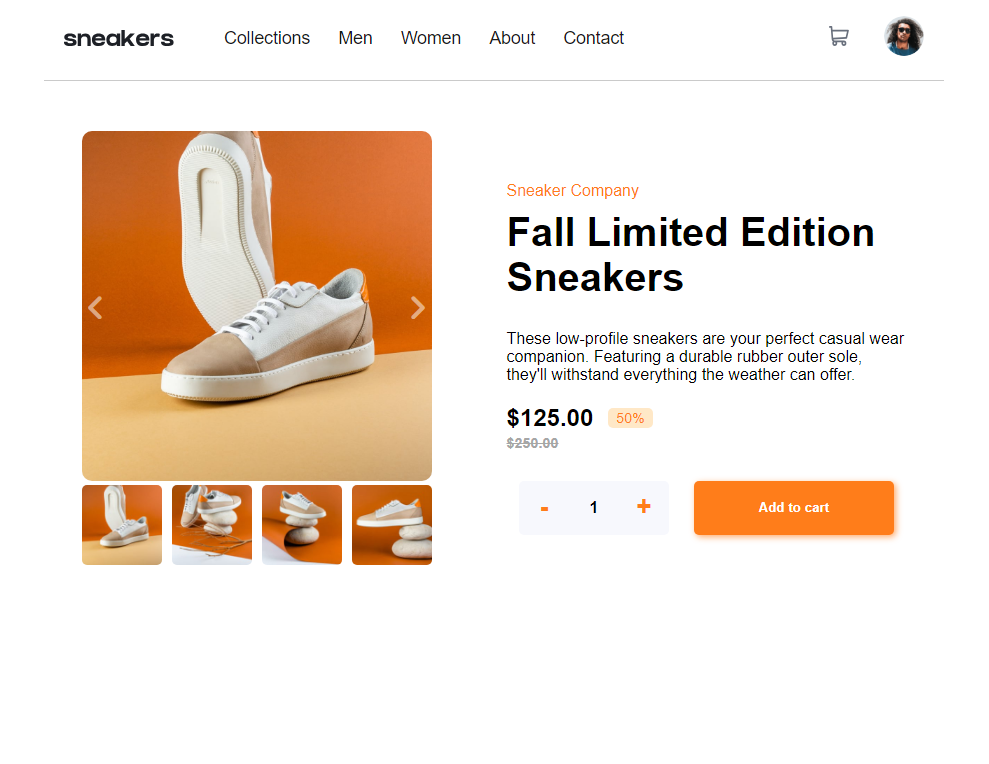 sneakers Collections Men Women About Contact
Sneaker Company
Fall Limited Edition
Sneakers
These low-profile sneakers are your perfect casual wear
companion. Featuring a durable rubber outer sole,
they'll withstand everything the weather can offer.
$125.00 50%
$250.00
- 1 + Add to cart